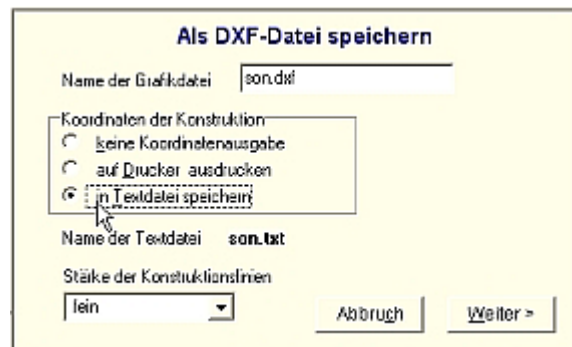 Als DXF-Datei speichern
Name der Grafikdatei son.dxf
Koordinaten der Konstruktion
keine Koordinatenausgabe
auf Drucker ausdrucken
in Textdatei speichern
Name der Textdatei son.txt
Stärke der Konstruktionslinien
fein
Abbruch Weiter >